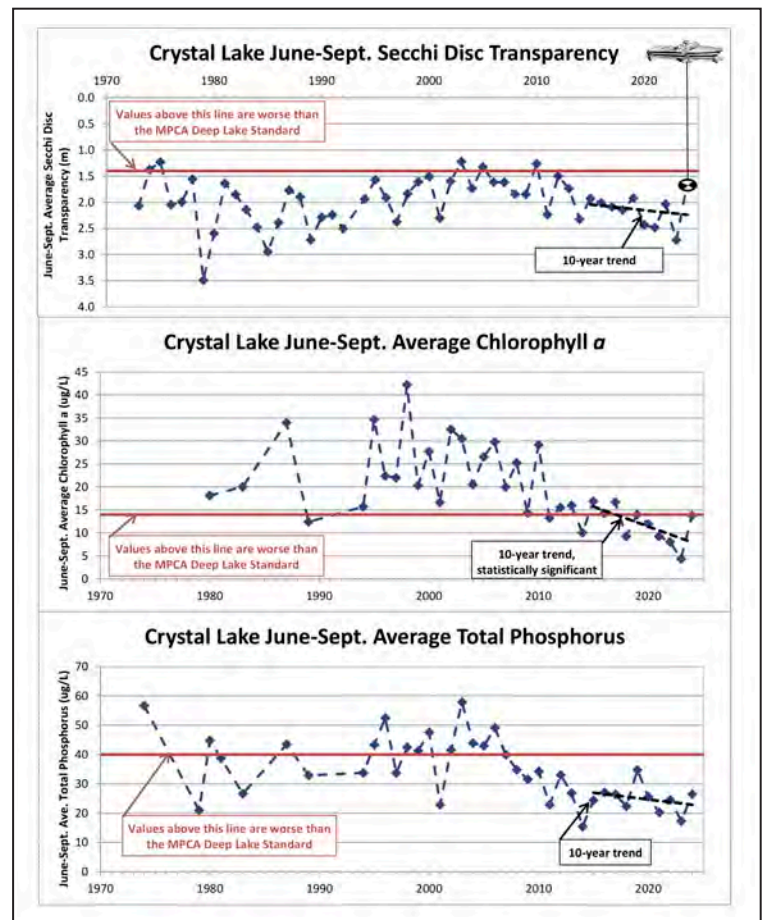 Crystal Lake June-Sept. Secchi Disc Transparency
1970 1980 1990 2000 2010 2020
June-Sept. Average Secchi Disc
Transparency (m)
0.0
0.5
1.0
1.5
2.0
2.5
3.0
3.5
4.0
Values above this line are worse than
the MPCA Deep Lake Standard
10-year trend
Crystal Lake June-Sept. Average Chlorophyll a
June-Sept. Average Chlorophyll a (ug/L)
45
40
35
30
25
20
15
10
5
0
Values above this line are worse than
the MPCA Deep Lake Standard
10-year trend,
statistically significant
1970 1980 1990 2000 2010 2020
Crystal Lake June-Sept. Average Total Phosphorus
June-Sept. Ave. Total Phosphorus (ug/L)
70
60
50
40
30
20
10
0
Values above this line are worse than
the MPCA Deep Lake Standard
10-year trend
1970 1980 1990 2000 2010 2020